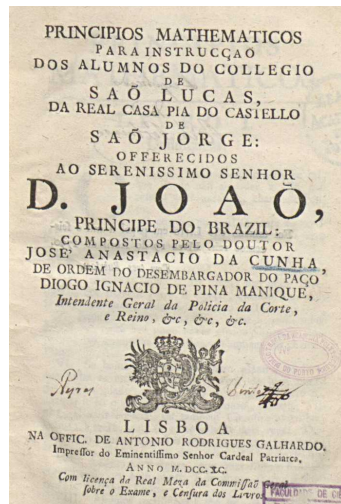 PRINCIPIOS MATHEMATICOS
PARA INSTRUCÇAÕ
DOS ALUMNOS DO COLLEGIO
DE
SAÕ LUCAS,
DA REAL CASA PIA DO CASTELLO
DE
SAÕ JORGE:
OFFERECIDOS
AO SERENISSIMO SENHOR
D. JOAÕ,
PRINCIPE DO BRAZIL:
COMPOSTOS PELO DOUTOR
JOSE' ANASTACIO DA CUNHA,
DE ORDEM DO DESEMBARGADOR DO PAÇO
DIOGO IGNACIO DE PINA MANIQUE,
Intendente Geral da Policia da Corte,
e Reino, &c, &c, &c.
LISBOA
NA OFFIC. DE ANTONIO RODRIGUES GALHARDO,
Impressor do Eminentissimo Senhor Cardeal Patriarca,
ANNO M. DCC. XC.
Com licença da Real Meza da Commissaõ Geral
sobre o Exame, e Censura dos Livros.
FACULDADE DE